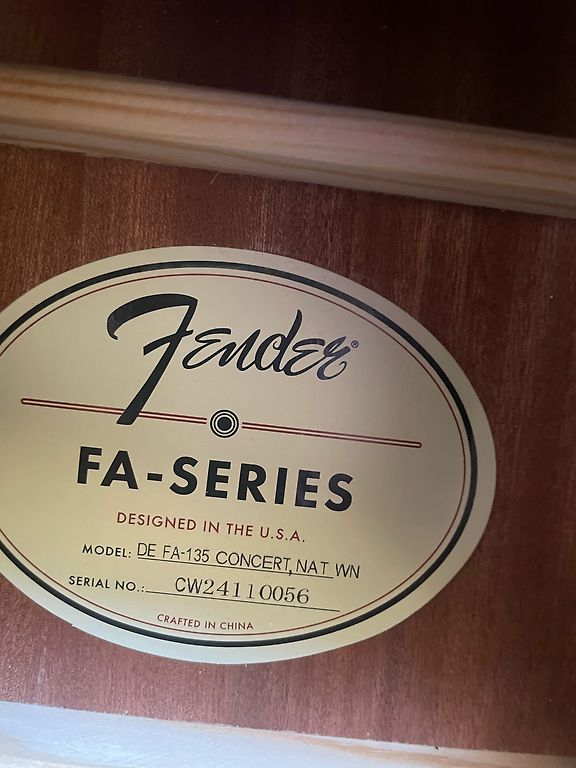 Fender®
FA-SERIES
DESIGNED IN THE U.S.A.
MODEL: DE FA-135 CONCERT, NAT WN
SERIAL NO.: CW24110056
CRAFTED IN CHINA